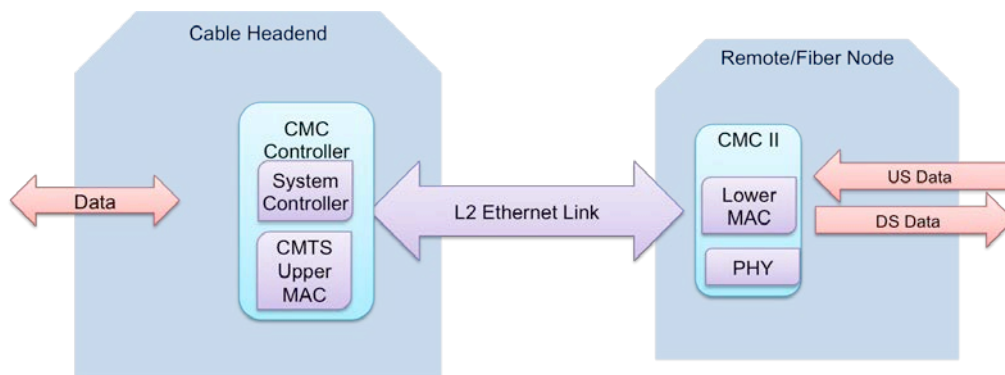 Cable Headend
Remote/Fiber Node
CMC
Controller
System
Controller
CMTS
Upper
MAC
Data
L2 Ethernet Link
CMC II
Lower
MAC
PHY
US Data
DS Data